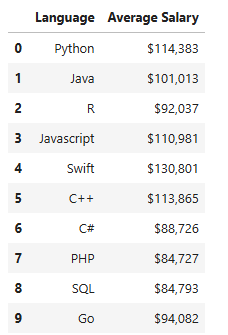 Language Average Salary
0 Python $114,383
1 Java $101,013
2 R $92,037
3 Javascript $110,981
4 Swift $130,801
5 C++ $113,865
6 C# $88,726
7 PHP $84,727
8 SQL $84,793
9 Go $94,082